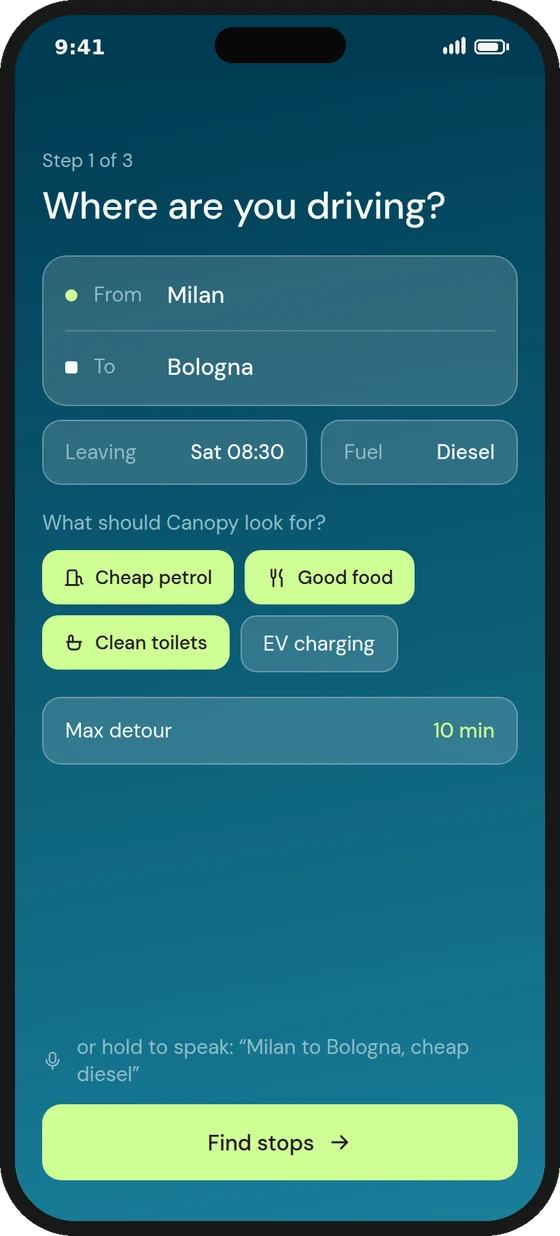 9:41
Step 1 of 3
Where are you driving?
From Milan
To Bologna
Leaving Sat 08:30 Fuel Diesel
What should Canopy look for?
Cheap petrol Good food
Clean toilets EV charging
Max detour 10 min
or hold to speak: “Milan to Bologna, cheap
diesel”
Find stops →